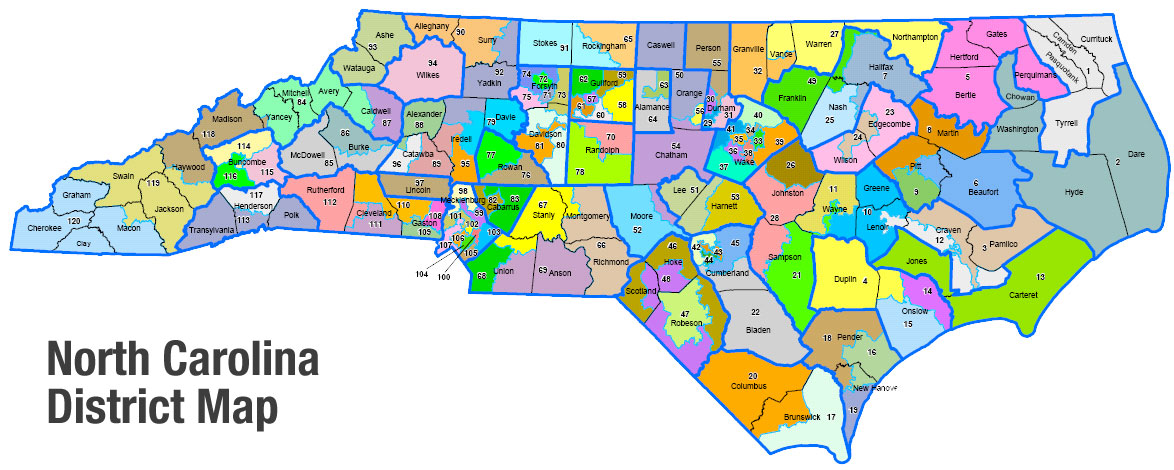 Ashe
93
Alleghany
90
Surry
Stokes 91
Rockingham
65
Caswell
Person
55
Granville
32
Vance
Warren
27
Northampton
Gates
Hertford
5
Bertie
Camden
Pasquotank
1
Currituck
Perquimans
Chowan
Watauga
94
Wilkes
92
Yadkin
74
72
Forsyth
75
71
73
62
59
Guilford
57
61
58
60
63
Alamance
64
50
Orange
56
30
Durham
31
29
49
Franklin
Halifax
7
Nash
25
23
Edgecombe
24
Wilson
8
Martin
Washington
Tyrrell
2
Dare
Mitchell
84
Avery
Yancey
Caldwell
87
Alexander
88
Iredell
79
Davie
Davidson
81
80
70
Randolph
78
54
Chatham
41
40
34
35
33
36
38
Wake
37
39
26
Madison
118
114
Buncombe
116
115
McDowell
85
86
Burke
96
Catawba
89
95
77
Rowan
76
Haywood
Swain
119
Graham
Jackson
120
Cherokee
Clay
Macon
Transylvania
113
117
Henderson
Polk
Rutherford
112
Cleveland
111
97
Lincoln
110
Gaston
108
109
98
Mecklenburg
101
99
102
106
107
105
103
104
100
82
83
Cabarrus
67
Stanly
Montgomery
Moore
52
Lee 51
53
Harnett
Johnston
28
11
Wayne
Greene
10
Lenoir
Pitt
9
6
Beaufort
Hyde
Craven
12
3
Pamlico
Jones
13
Carteret
68
Union
63
Anson
66
Richmond
46
Hoke
48
Scotland
47
Robeson
42
43
44
45
Cumberland
22
Bladen
Sampson
21
Duplin 4
14
Onslow
15
18
Pender
16
New Hanover
19
20
Columbus
Brunswick
17
North Carolina
District Map